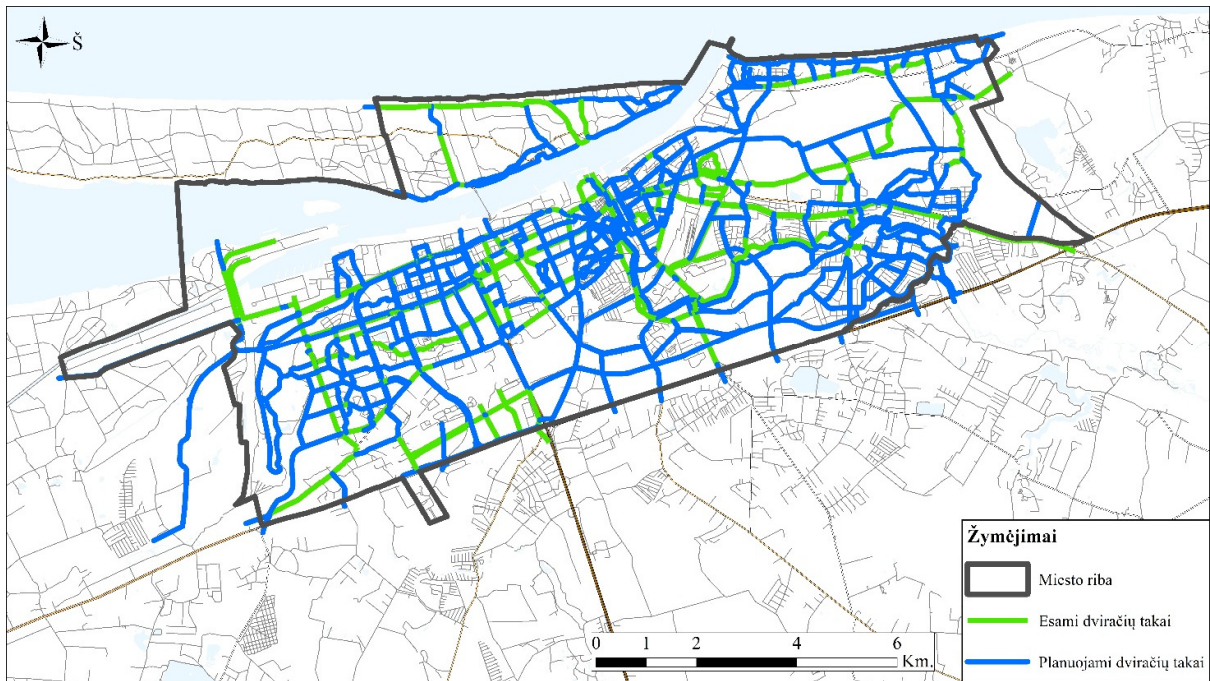 Š
Žymėjimai
Miesto riba
Esami dviračių takai
Planuojami dviračių takai
0 1 2 4 6
Km.